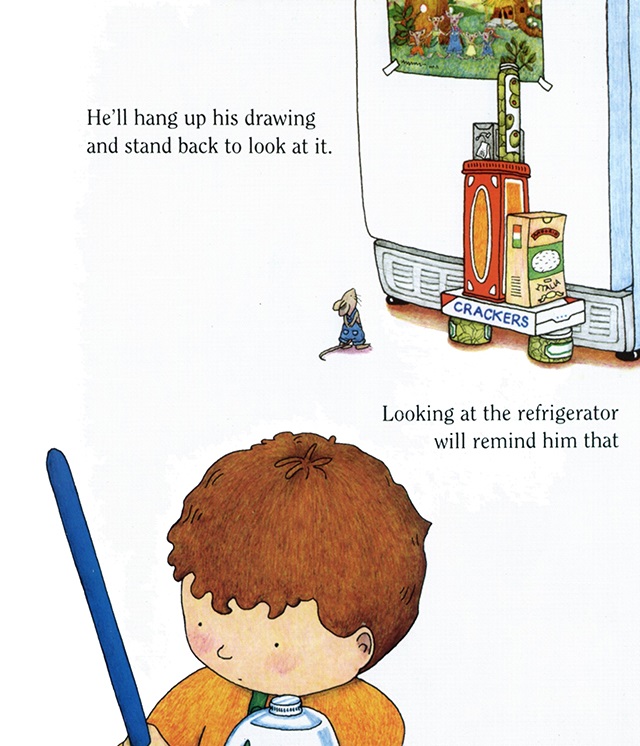 He'll hang up his drawing
and stand back to look at it.
ITALIA
CRACKERS
Looking at the refrigerator
will remind him that